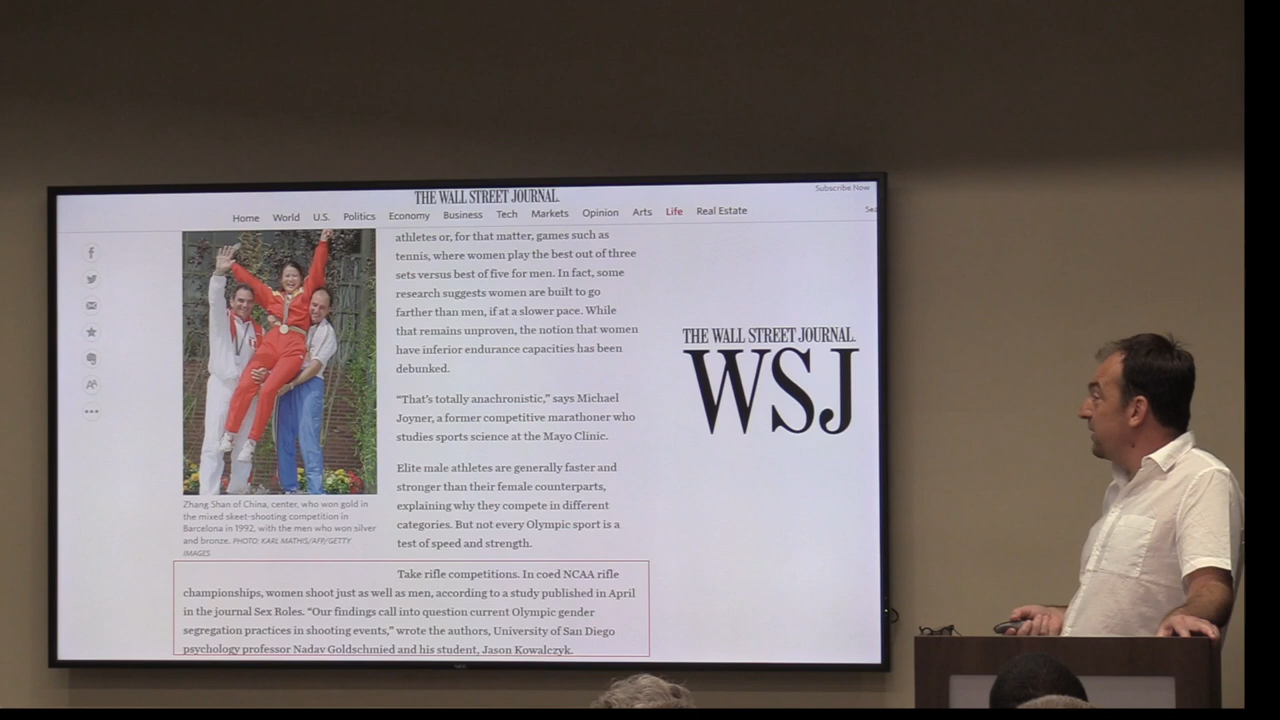 THE WALL STREET JOURNAL.
Subscribe Now
Home World U.S. Politics Economy Business Tech Markets Opinion Arts Life Real Estate
athletes or, for that matter, games such as
tennis, where women play the best out of three
sets versus best of five for men. In fact, some
research suggests women are built to go
farther than men, if at a slower pace. While
that remains unproven, the notion that women
have inferior endurance capacities has been
debunked.
“That’s totally anachronistic,” says Michael
Joyner, a former competitive marathoner who
studies sports science at the Mayo Clinic.
Elite male athletes are generally faster and
stronger than their female counterparts,
explaining why they compete in different
categories. But not every Olympic sport is a
test of speed and strength.
Zhang Shan of China, center, who won gold in
the mixed skeet-shooting competition in
Barcelona in 1992, with the men who won silver
and bronze. PHOTO: KARL MATHIS/AFP/GETTY
IMAGES
Take rifle competitions. In coed NCAA rifle
championships, women shoot just as well as men, according to a study published in April
in the journal Sex Roles. “Our findings call into question current Olympic gender
segregation practices in shooting events,” wrote the authors, University of San Diego
psychology professor Nadav Goldschmied and his student, Jason Kowalczyk.
THE WALL STREET JOURNAL.
WSJ